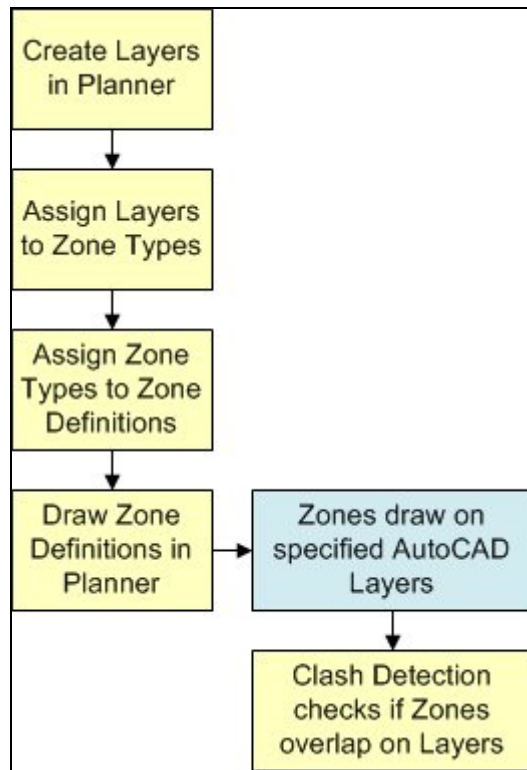 Create Layers
in Planner
Assign Layers
to Zone Types
Assign Zone
Types to Zone
Definitions
Draw Zone
Definitions in
Planner
Zones draw on
specified AutoCAD
Layers
Clash Detection
checks if Zones
overlap on Layers